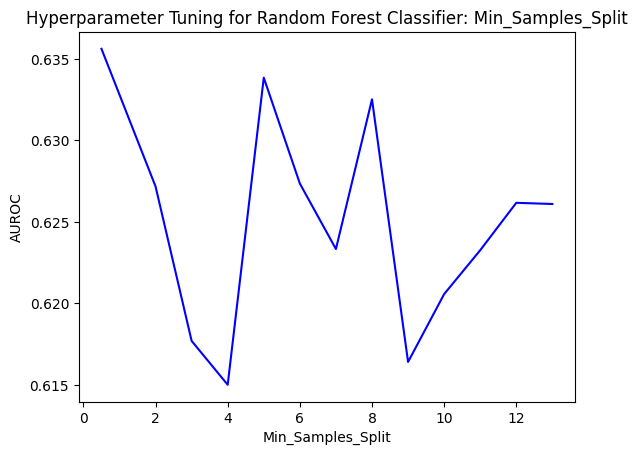 Hyperparameter Tuning for Random Forest Classifier: Min_Samples_Split
0.635
0.630
0.625
0.620
0.615
AUROC
0 2 4 6 8 10 12
Min_Samples_Split